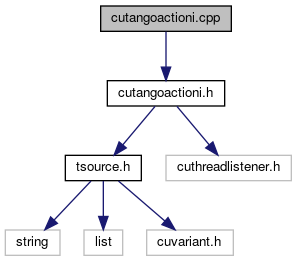 cutangoactioni.cpp
cutangoactioni.h
tsource.h
cuthreadlistener.h
string
list
cuvariant.h